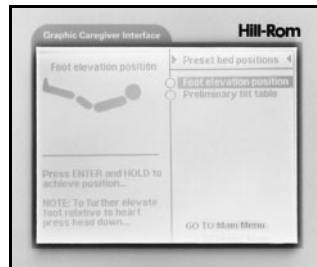 Graphic Caregiver Interface
Hill-Rom
Foot elevation position
Press ENTER and HOLD to
achieve position...
NOTE: To further elevate
foot relative to heart
press head down...
Preset bed positions
Foot elevation position
Preliminary tilt table
GO TO Main Menu